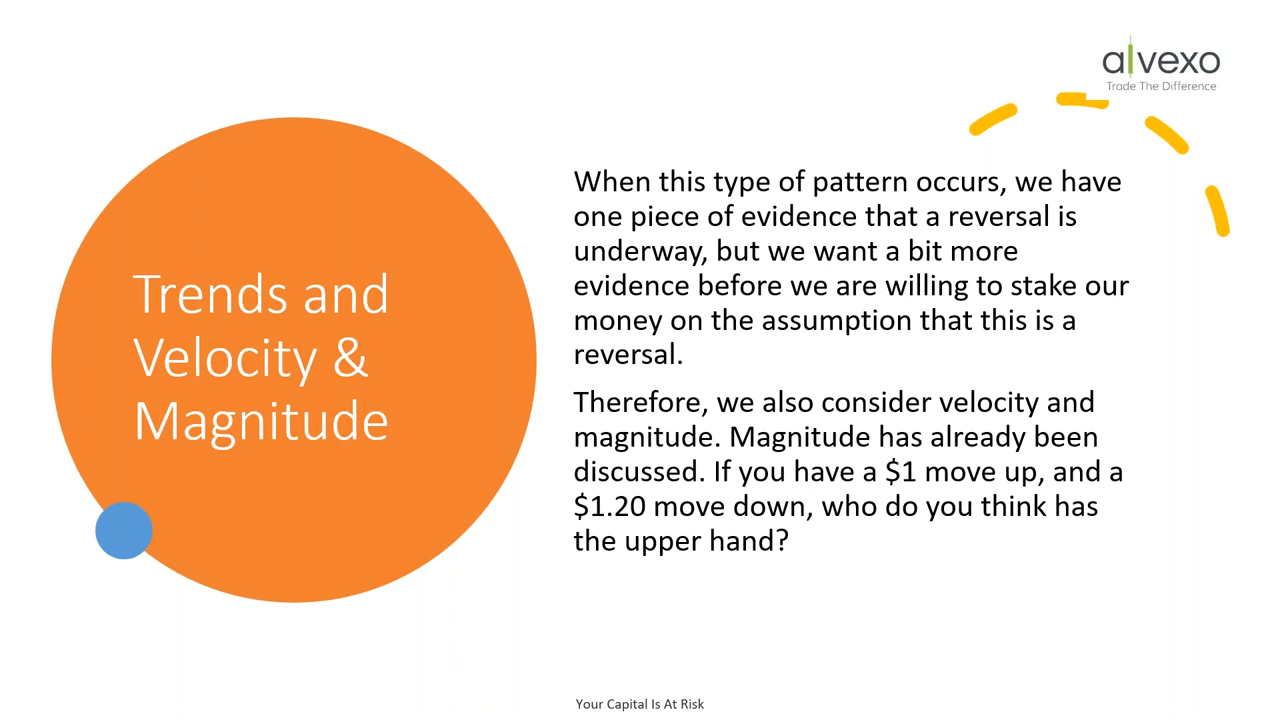 alvexo
Trade The Difference
Trends and
Velocity &
Magnitude
When this type of pattern occurs, we have
one piece of evidence that a reversal is
underway, but we want a bit more
evidence before we are willing to stake our
money on the assumption that this is a
reversal.
Therefore, we also consider velocity and
magnitude. Magnitude has already been
discussed. If you have a $1 move up, and a
$1.20 move down, who do you think has
the upper hand?
Your Capital Is At Risk